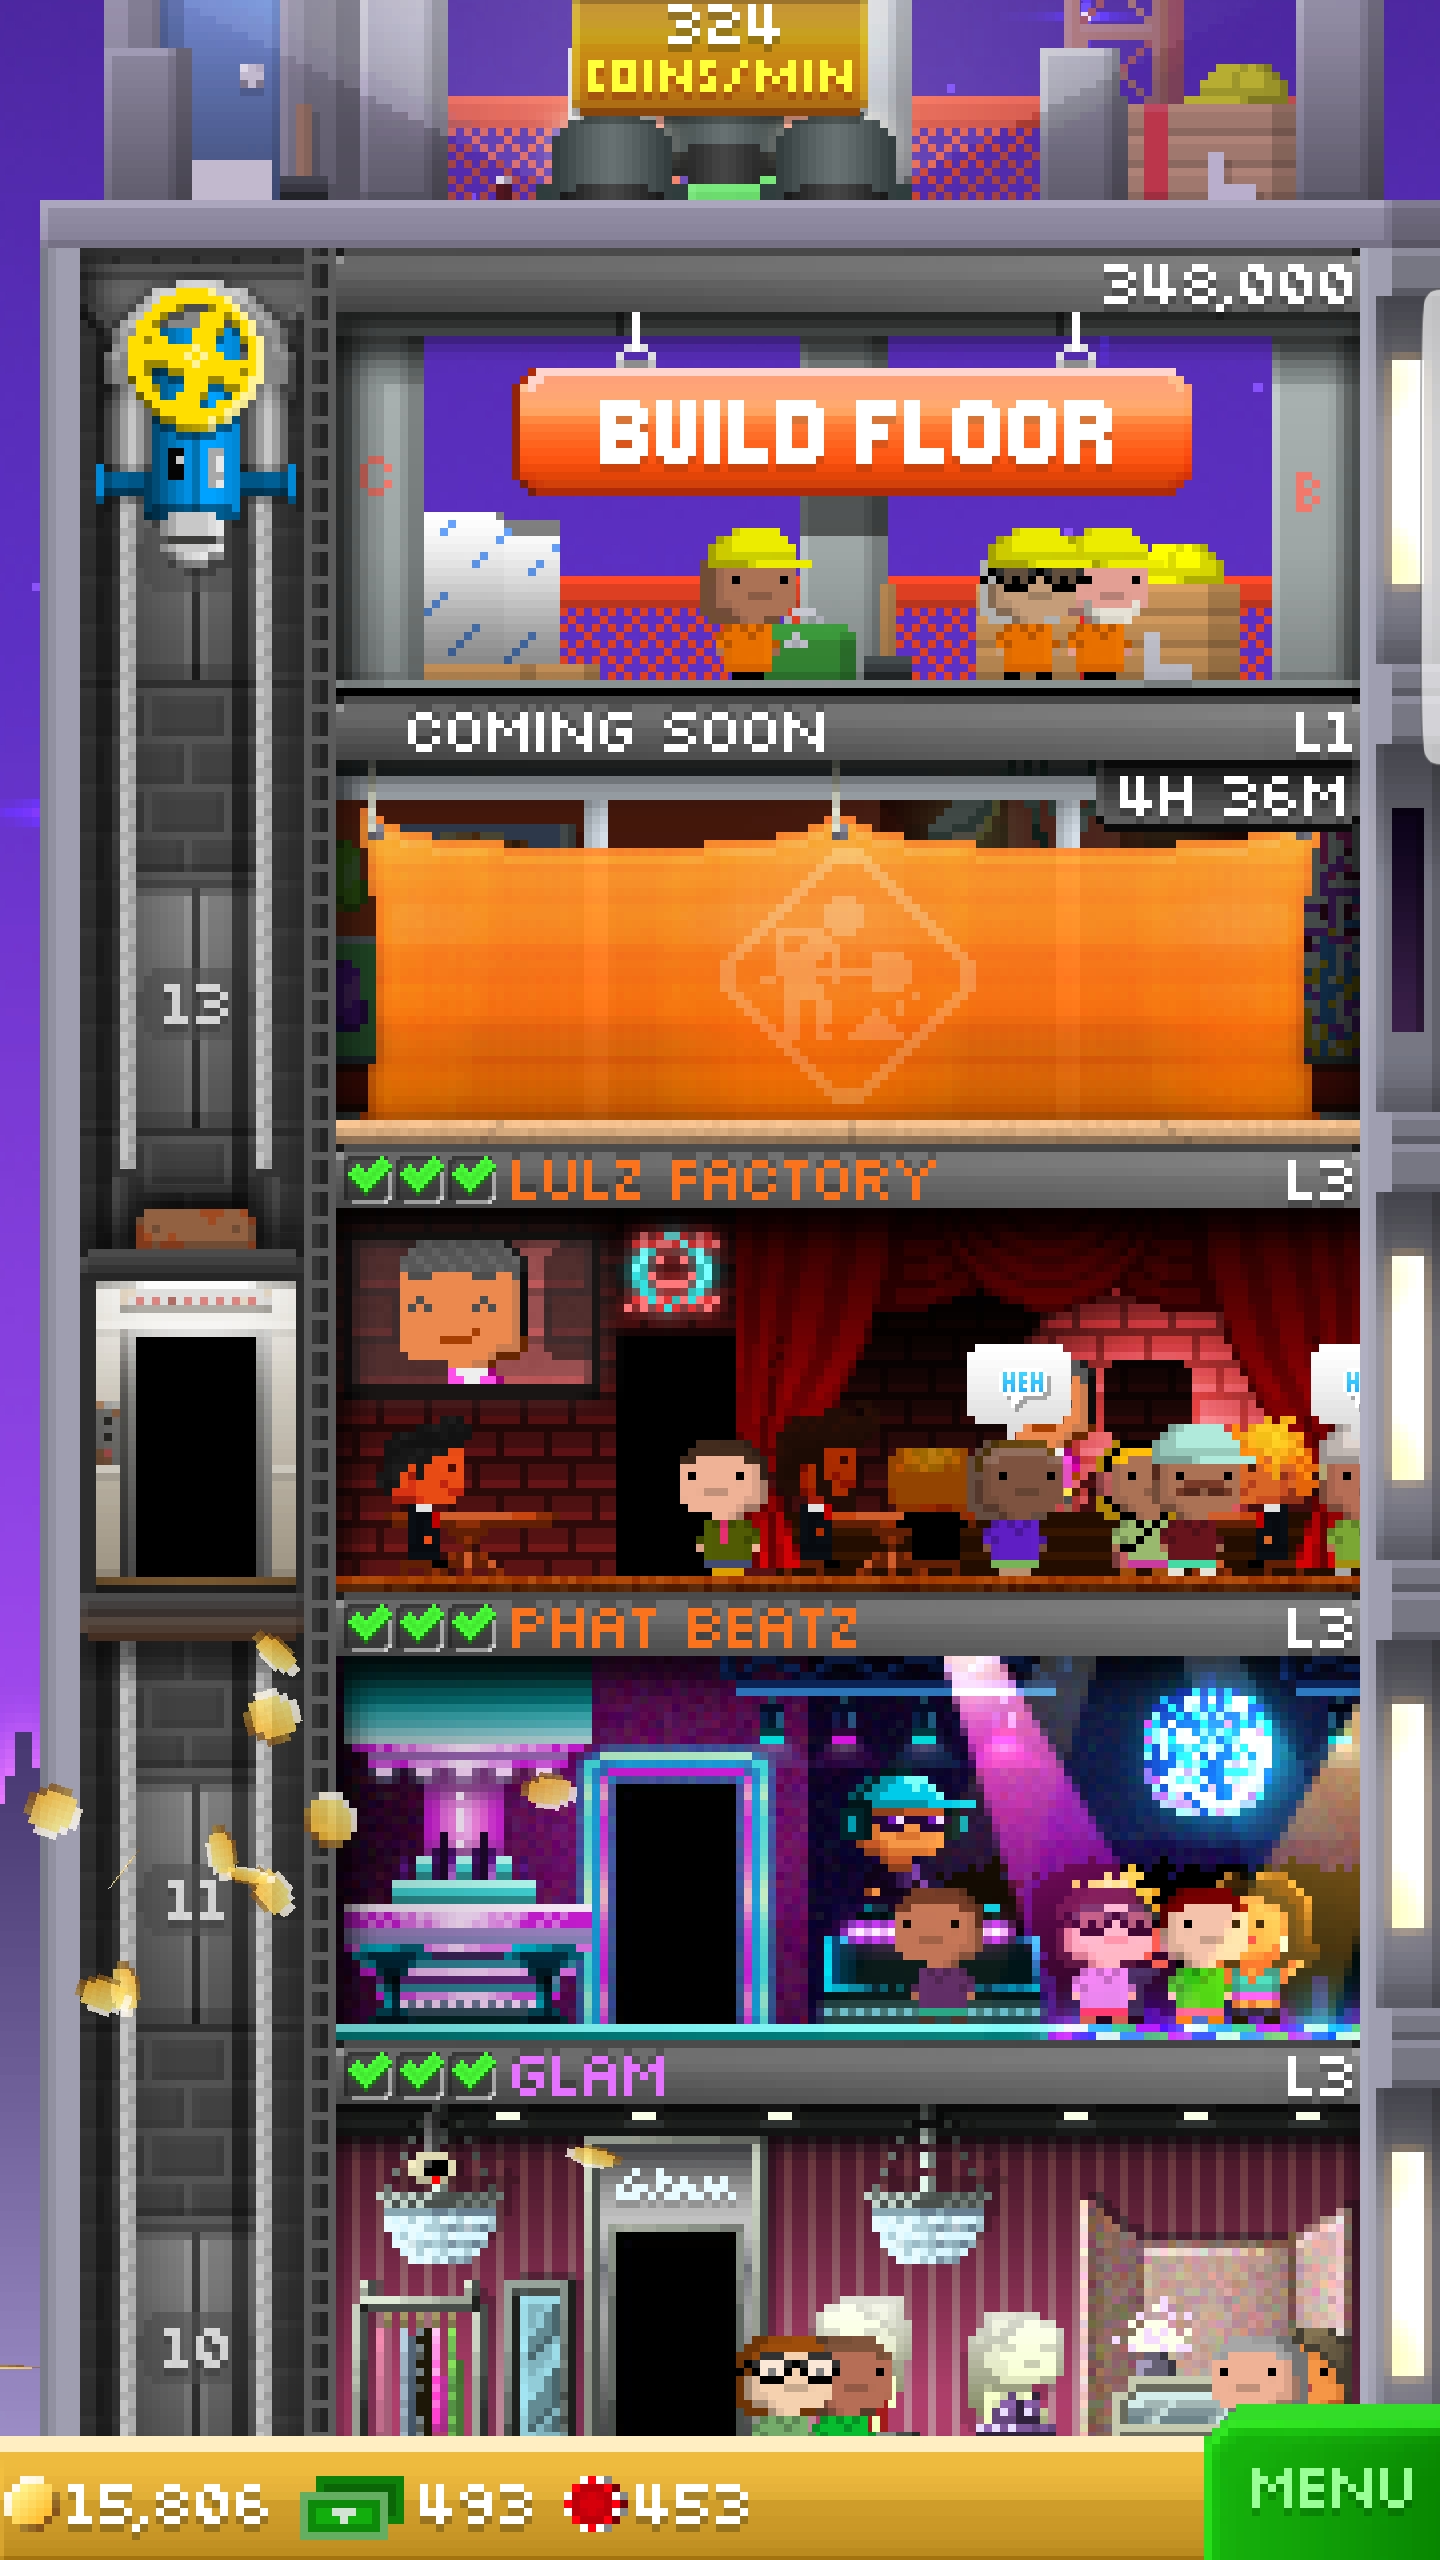 324
COINS/MIN
348,000
BUILD FLOOR
C
B
COMING SOON L1
4H 36M
13
LULZ FACTORY L3
HEH
H
PHAT BEATZ L3
11
GLAM L3
Glam
10
15,806 493 453
MENU